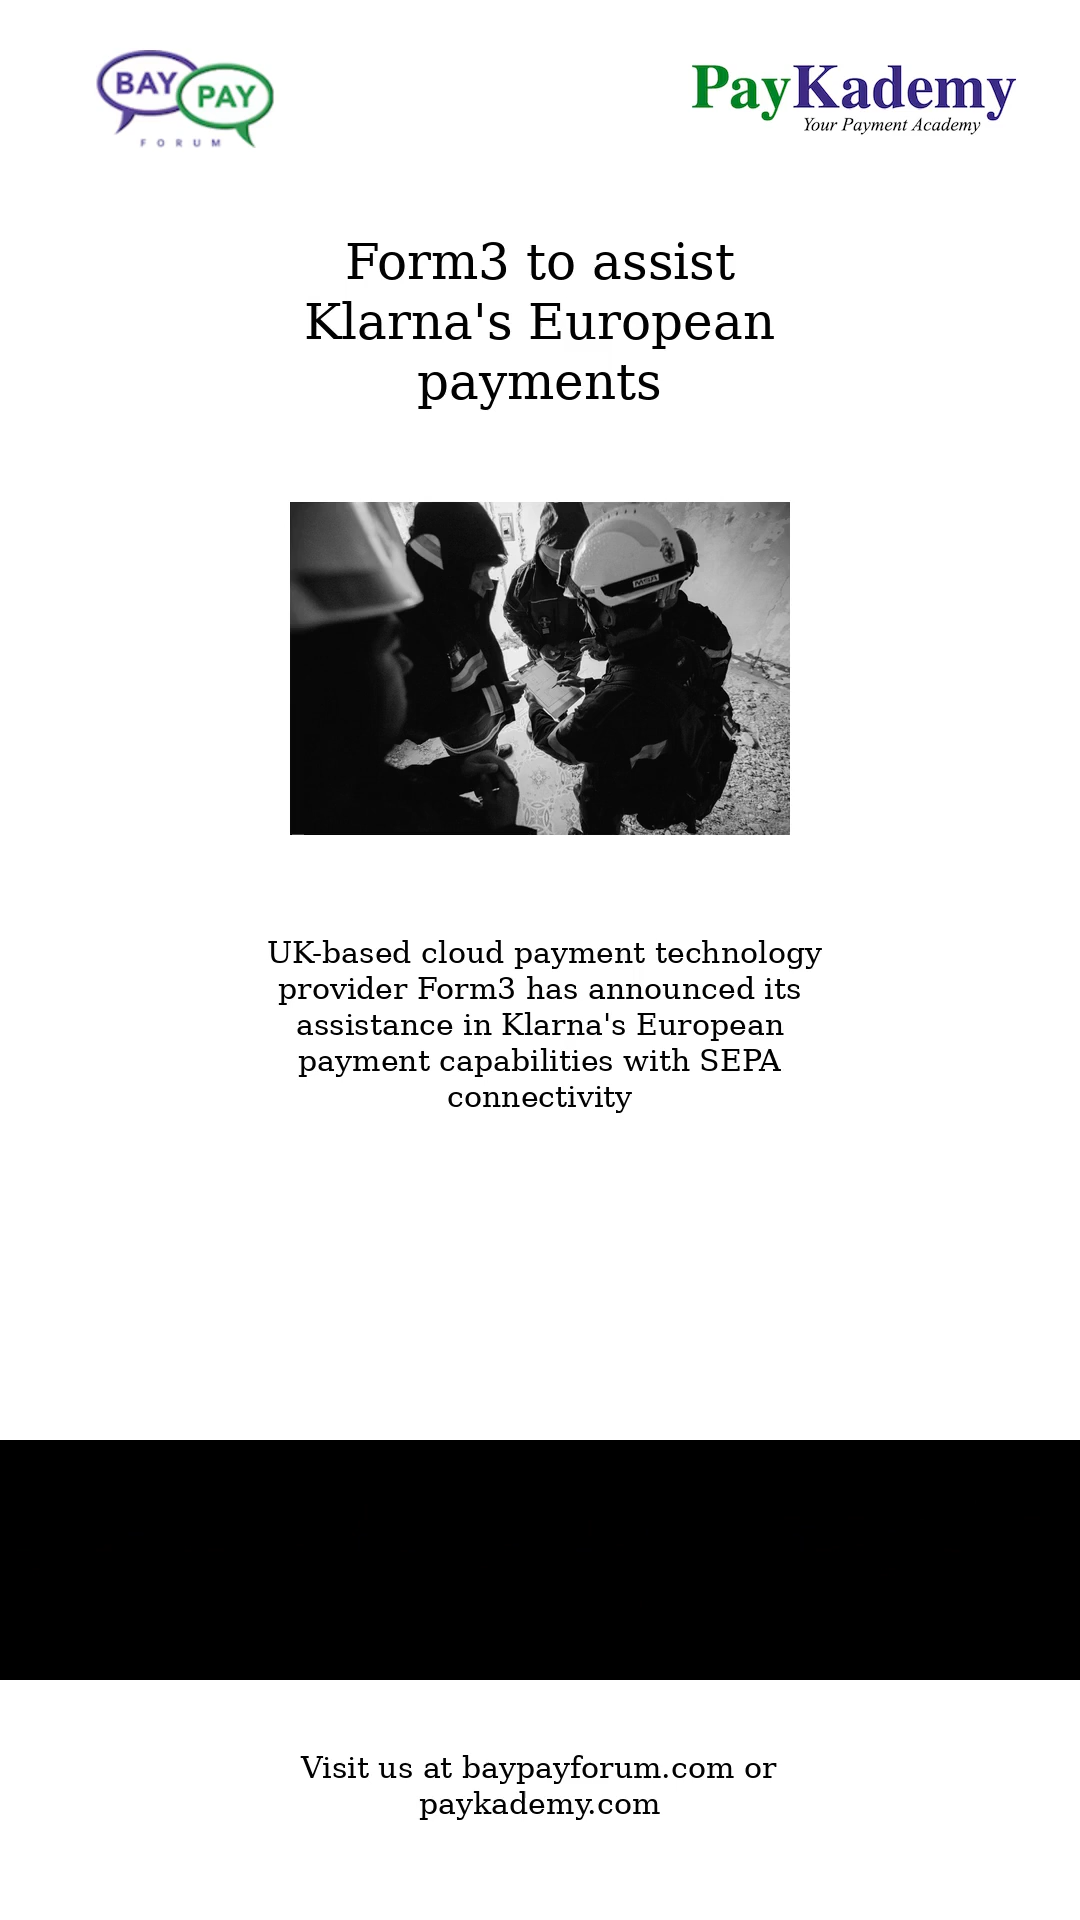 BAY PAY
FORUM
PayKademy
Your Payment Academy
Form3 to assist
Klarna's European
payments
MSA
UK-based cloud payment technology
provider Form3 has announced its
assistance in Klarna's European
payment capabilities with SEPA
connectivity
Visit us at baypayforum.com or
paykademy.com